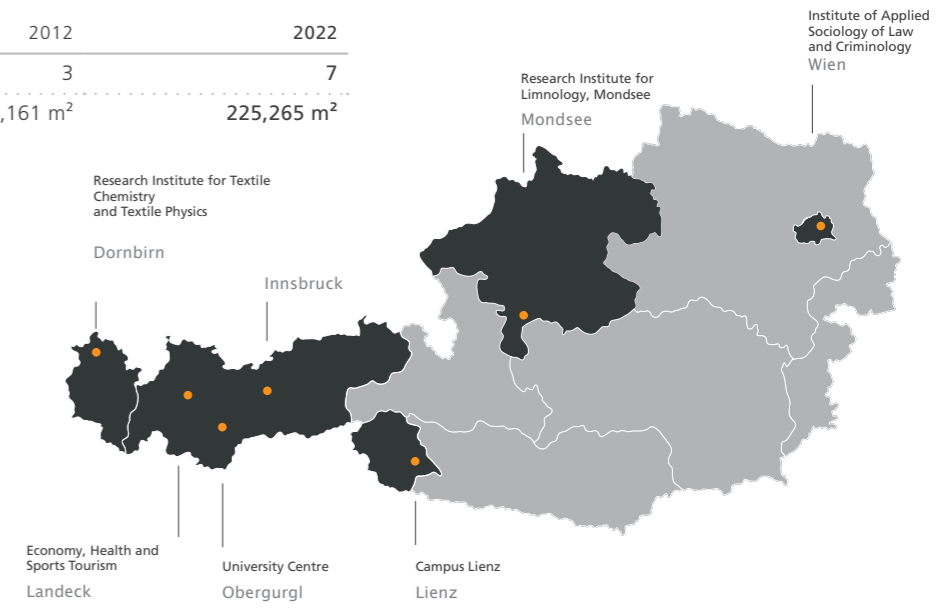 2012 2022
3 7
,161 m² 225,265 m²
Institute of Applied
Sociology of Law
and Criminology
Wien
Research Institute for
Limnology, Mondsee
Mondsee
Research Institute for Textile
Chemistry
and Textile Physics
Dornbirn
Innsbruck
Economy, Health and
Sports Tourism
Landeck
University Centre
Obergurgl
Campus Lienz
Lienz